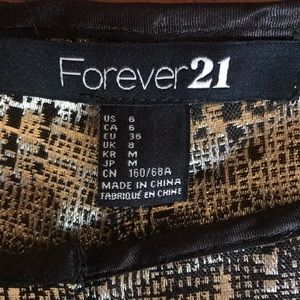 Forever21
US 6
CA 6
EU 36
UK 8
KR M
JP M
CN 160/68A
MADE IN CHINA
FABRIQUÉ EN CHINE